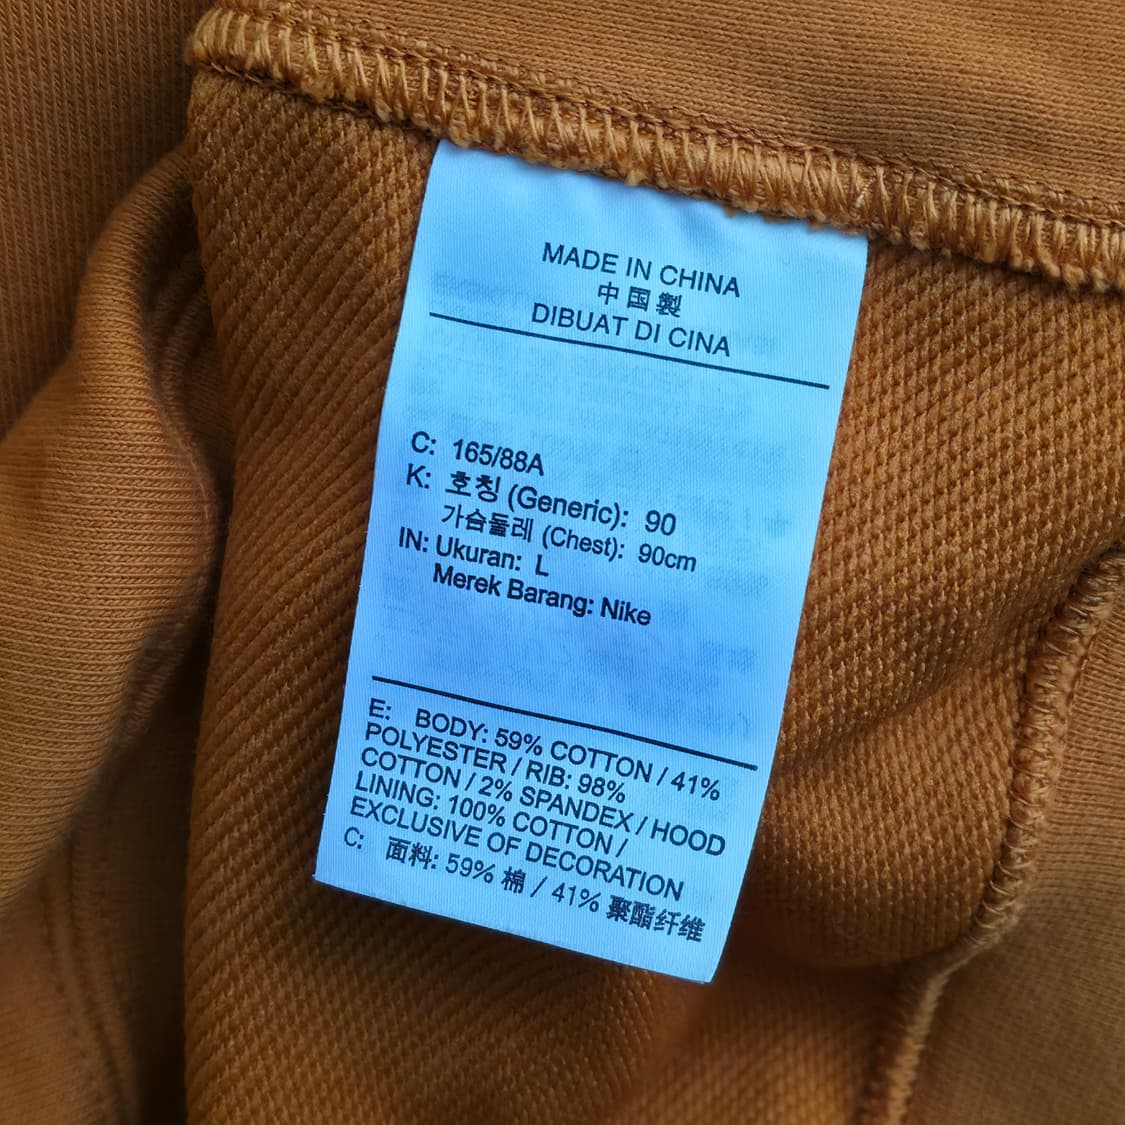 MADE IN CHINA
中国製
DIBUAT DI CINA
C: 165/88A
K: 호칭 (Generic): 90
가슴둘레 (Chest): 90cm
IN: Ukuran: L
Merek Barang: Nike
E: BODY: 59% COTTON / 41%
POLYESTER / RIB: 98%
COTTON / 2% SPANDEX / HOOD
LINING: 100% COTTON /
EXCLUSIVE OF DECORATION
C: 面料: 59% 棉 / 41% 聚酯纤维